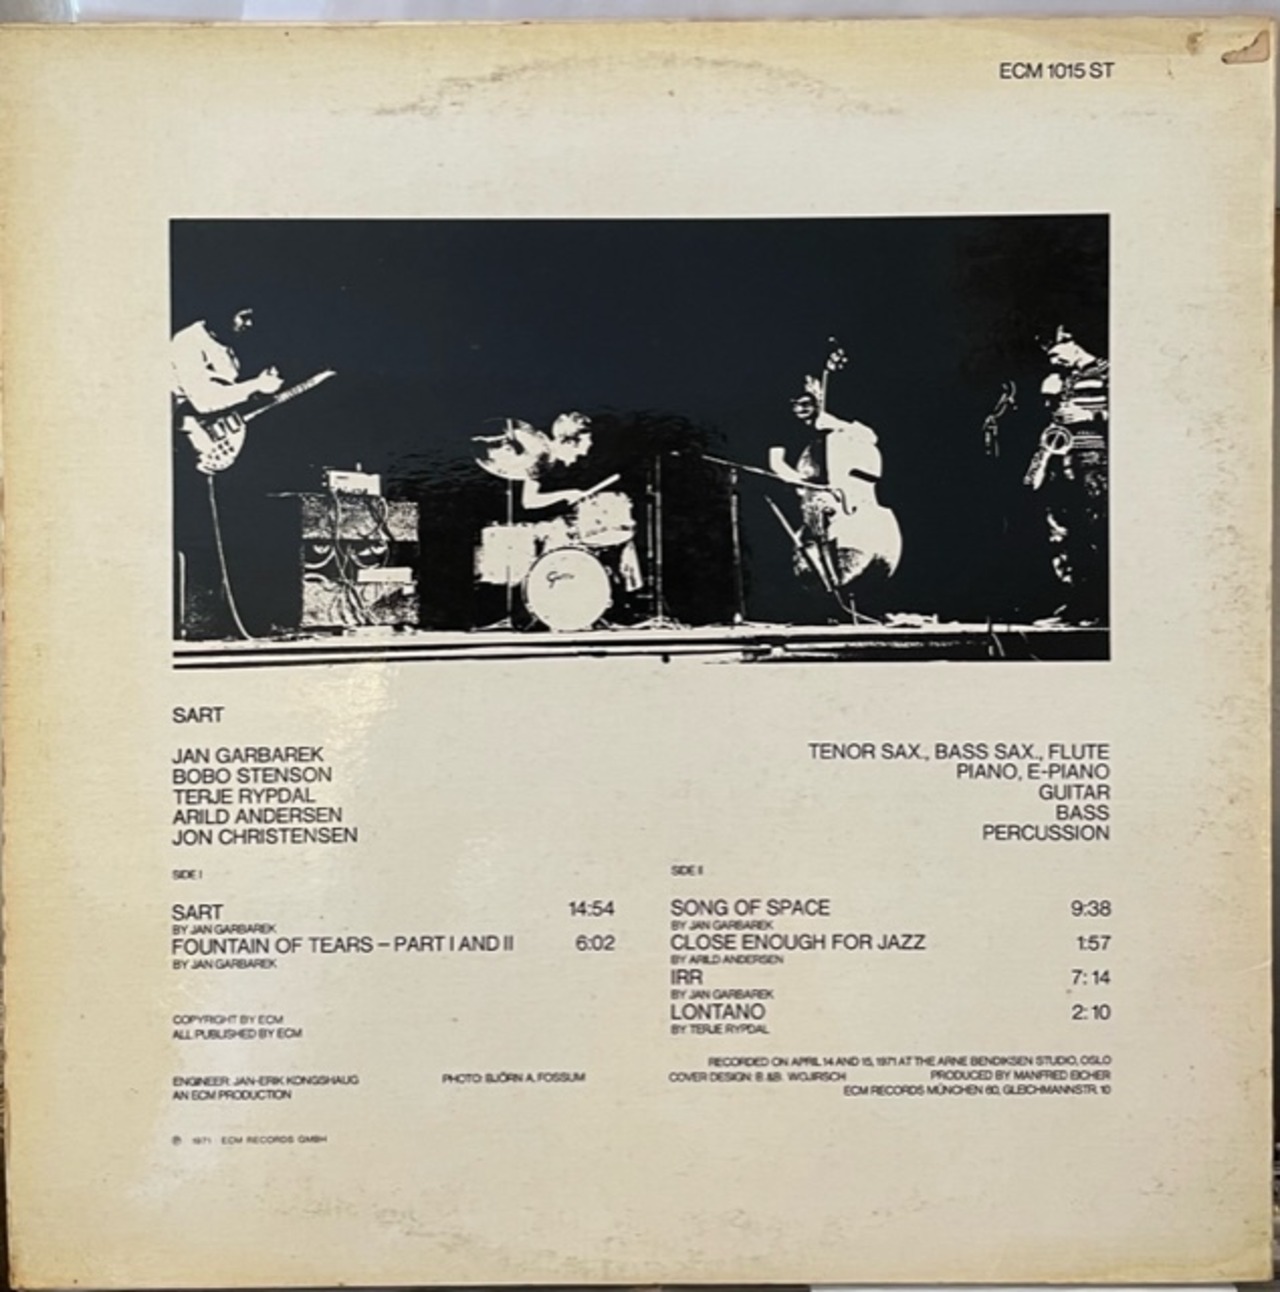 ECM 1015 ST
Gretsch
SART
JAN GARBAREK TENOR SAX., BASS SAX., FLUTE
BOBO STENSON PIANO, E-PIANO
TERJE RYPDAL GUITAR
ARILD ANDERSEN BASS
JON CHRISTENSEN PERCUSSION
SIDE I
SART 14:54
BY JAN GARBAREK
FOUNTAIN OF TEARS – PART I AND II 6:02
BY JAN GARBAREK
SIDE II
SONG OF SPACE 9:38
BY JAN GARBAREK
CLOSE ENOUGH FOR JAZZ 1:57
BY ARILD ANDERSEN
IRR 7:14
BY JAN GARBAREK
LONTANO 2:10
BY TERJE RYPDAL
COPYRIGHT BY ECM
ALL PUBLISHED BY ECM
RECORDED ON APRIL 14 AND 15, 1971 AT THE ARNE BENDIKSEN STUDIO, OSLO
ENGINEER: JAN-ERIK KONGSHAUG PHOTO: BJÖRN A. FOSSUM COVER DESIGN: B. &B. WOJIRSCH PRODUCED BY MANFRED EICHER
AN ECM PRODUCTION ECM RECORDS MÜNCHEN 60, GLEICHMANNSTR. 10
℗ 1971 ECM RECORDS GMBH